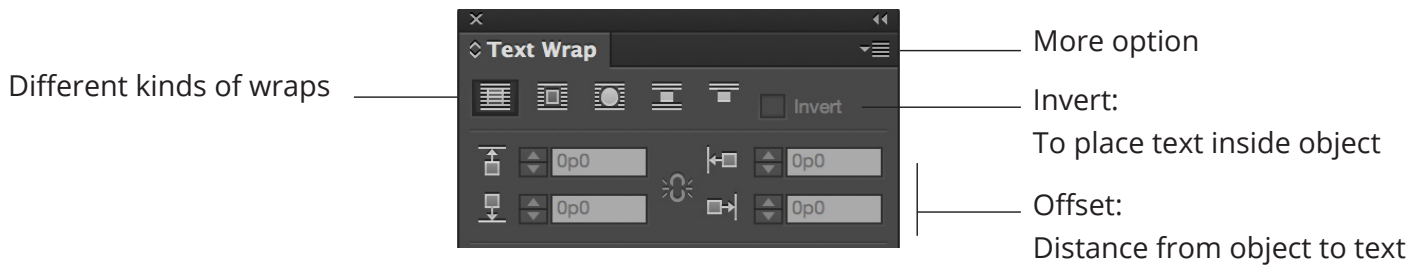 Text Wrap
More option
Different kinds of wraps
Invert
Invert:
To place text inside object
0p0
0p0
0p0
0p0
Offset:
Distance from object to text